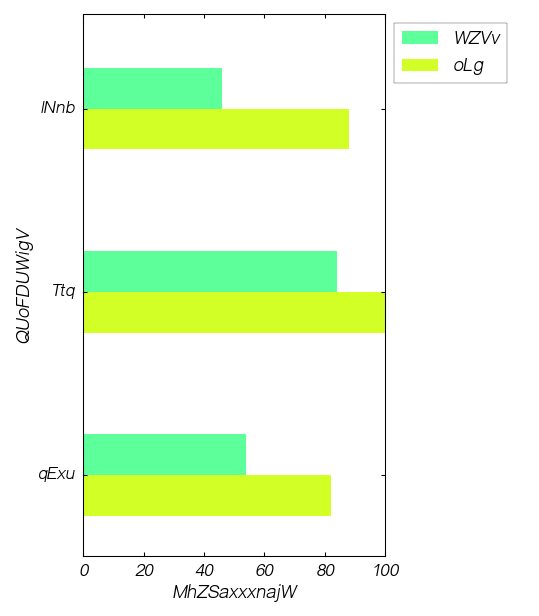 WZVv
oLg
lNnb
Ttq
qExu
QUoFDUWigV
0 20 40 60 80 100
MhZSaxxxnajW